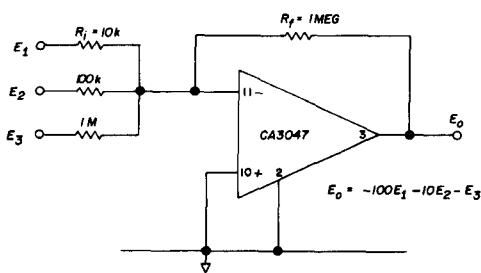 E1
Ri = 10k
E2
100k
E3
1M
Rf = 1MEG
11-
CA3047
3
Eo
10+
2
Eo = -100E1 -10E2 - E3